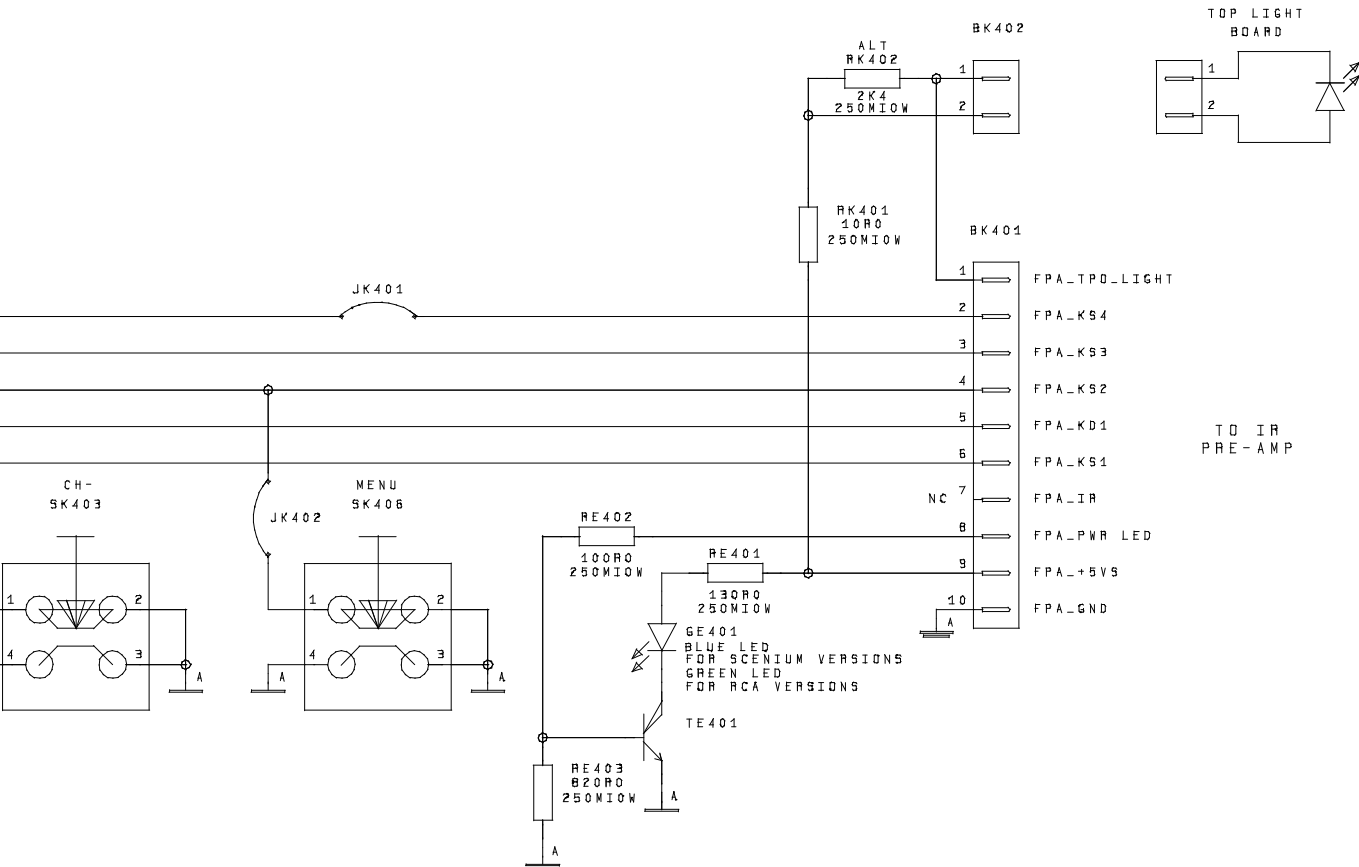 TOP LIGHT
BOARD
BK402
ALT
RK402
2K4
250MIOW
1
2
1
2
RK401
10R0
250MIOW
BK401
1 FPA_TPO_LIGHT
JK401
2 FPA_KS4
3 FPA_KS3
4 FPA_KS2
5 FPA_KD1
6 FPA_KS1
NC 7 FPA_IR
8 FPA_PWR LED
9 FPA_+5VS
10 FPA_GND
A
TO IR
PRE-AMP
CH-
SK403
1
2
4
3
A
JK402
MENU
SK406
1
2
4
3
A
A
RE402
100R0
250MIOW
RE401
130R0
250MIOW
GE401
BLUE LED
FOR SCENIUM VERSIONS
GREEN LED
FOR RCA VERSIONS
TE401
RE403
820R0
250MIOW
A
A